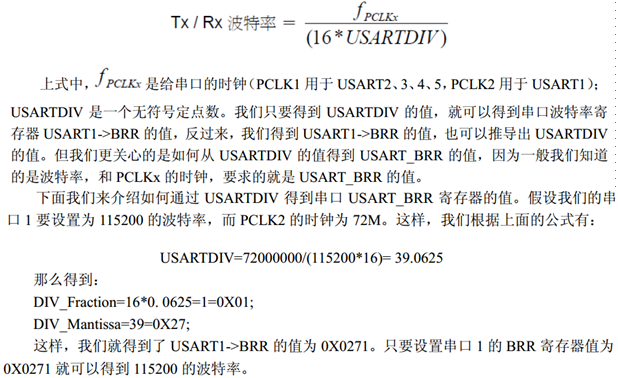 Tx / Rx 波特率 = f_PCLKx / (16*USARTDIV)
上式中，f_PCLKx 是给串口的时钟（PCLK1 用于 USART2、3、4、5，PCLK2 用于 USART1）；
USARTDIV 是一个无符号定点数。我们只要得到 USARTDIV 的值，就可以得到串口波特率寄
存器 USART1->BRR 的值，反过来，我们得到 USART1->BRR 的值，也可以推导出 USARTDIV
的值。但我们更关心的是如何从 USARTDIV 的值得到 USART_BRR 的值，因为一般我们知道
的是波特率，和 PCLKx 的时钟，要求的就是 USART_BRR 的值。
下面我们来介绍如何通过 USARTDIV 得到串口 USART_BRR 寄存器的值。假设我们的串
口 1 要设置为 115200 的波特率，而 PCLK2 的时钟为 72M。这样，我们根据上面的公式有：
USARTDIV=72000000/(115200*16)= 39.0625
那么得到：
DIV_Fraction=16*0. 0625=1=0X01;
DIV_Mantissa=39=0X27;
这样，我们就得到了 USART1->BRR 的值为 0X0271。只要设置串口 1 的 BRR 寄存器值为
0X0271 就可以得到 115200 的波特率。